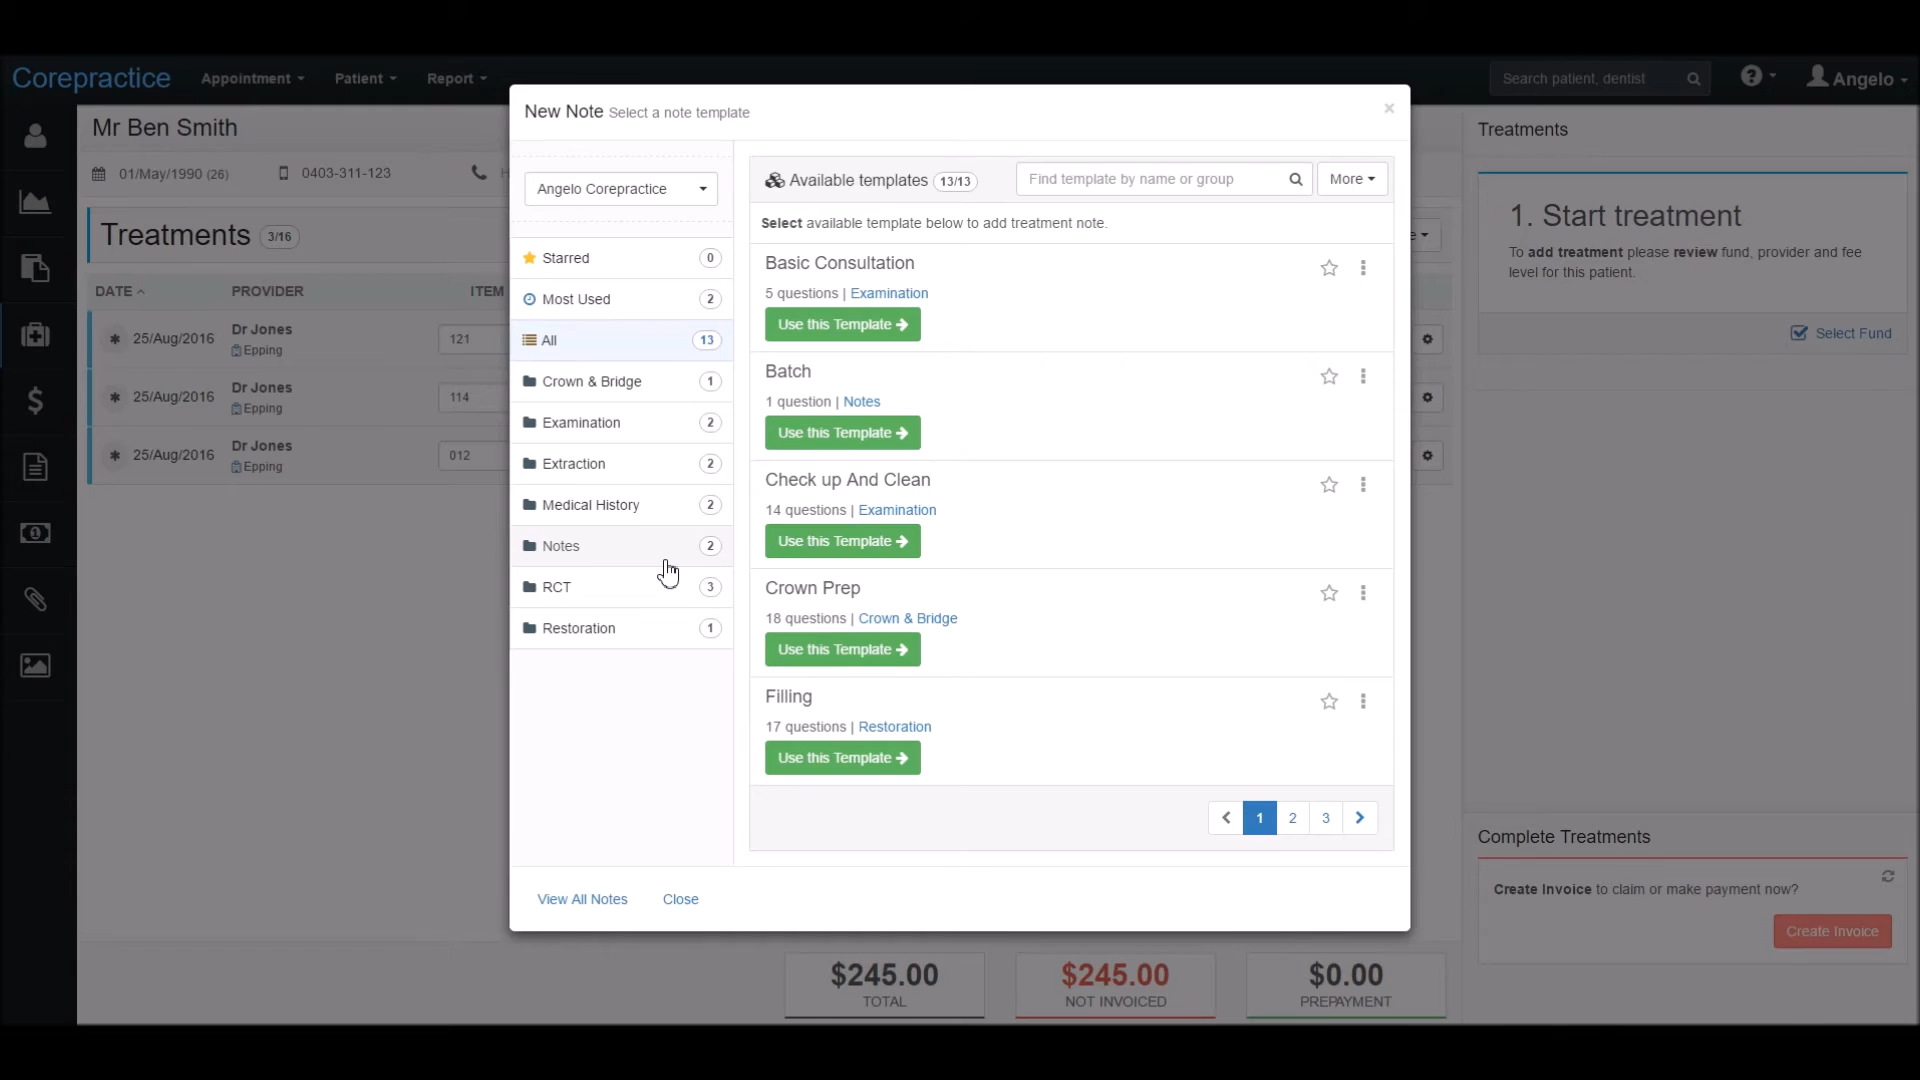 Corepractice Appointment Patient Report Search patient, dentist Angelo
Mr Ben Smith
01/May/1990 (26) 0403-311-123
Treatments 3/16
DATE PROVIDER ITEM
25/Aug/2016 Dr Jones 121
Epping
25/Aug/2016 Dr Jones 114
Epping
25/Aug/2016 Dr Jones 012
Epping
New Note Select a note template ×
Angelo Corepractice
Starred 0
Most Used 2
All 13
Crown & Bridge 1
Examination 2
Extraction 2
Medical History 2
Notes 2
RCT 3
Restoration 1
Available templates 13/13 Find template by name or group More
Select available template below to add treatment note.
Basic Consultation
5 questions | Examination
Use this Template
Batch
1 question | Notes
Use this Template
Check up And Clean
14 questions | Examination
Use this Template
Crown Prep
18 questions | Crown & Bridge
Use this Template
Filling
17 questions | Restoration
Use this Template
1 2 3
View All Notes Close
Treatments
1. Start treatment
To add treatment please review fund, provider and fee
level for this patient.
Select Fund
Complete Treatments
Create Invoice to claim or make payment now?
Create Invoice
$245.00
TOTAL
$245.00
NOT INVOICED
$0.00
PREPAYMENT